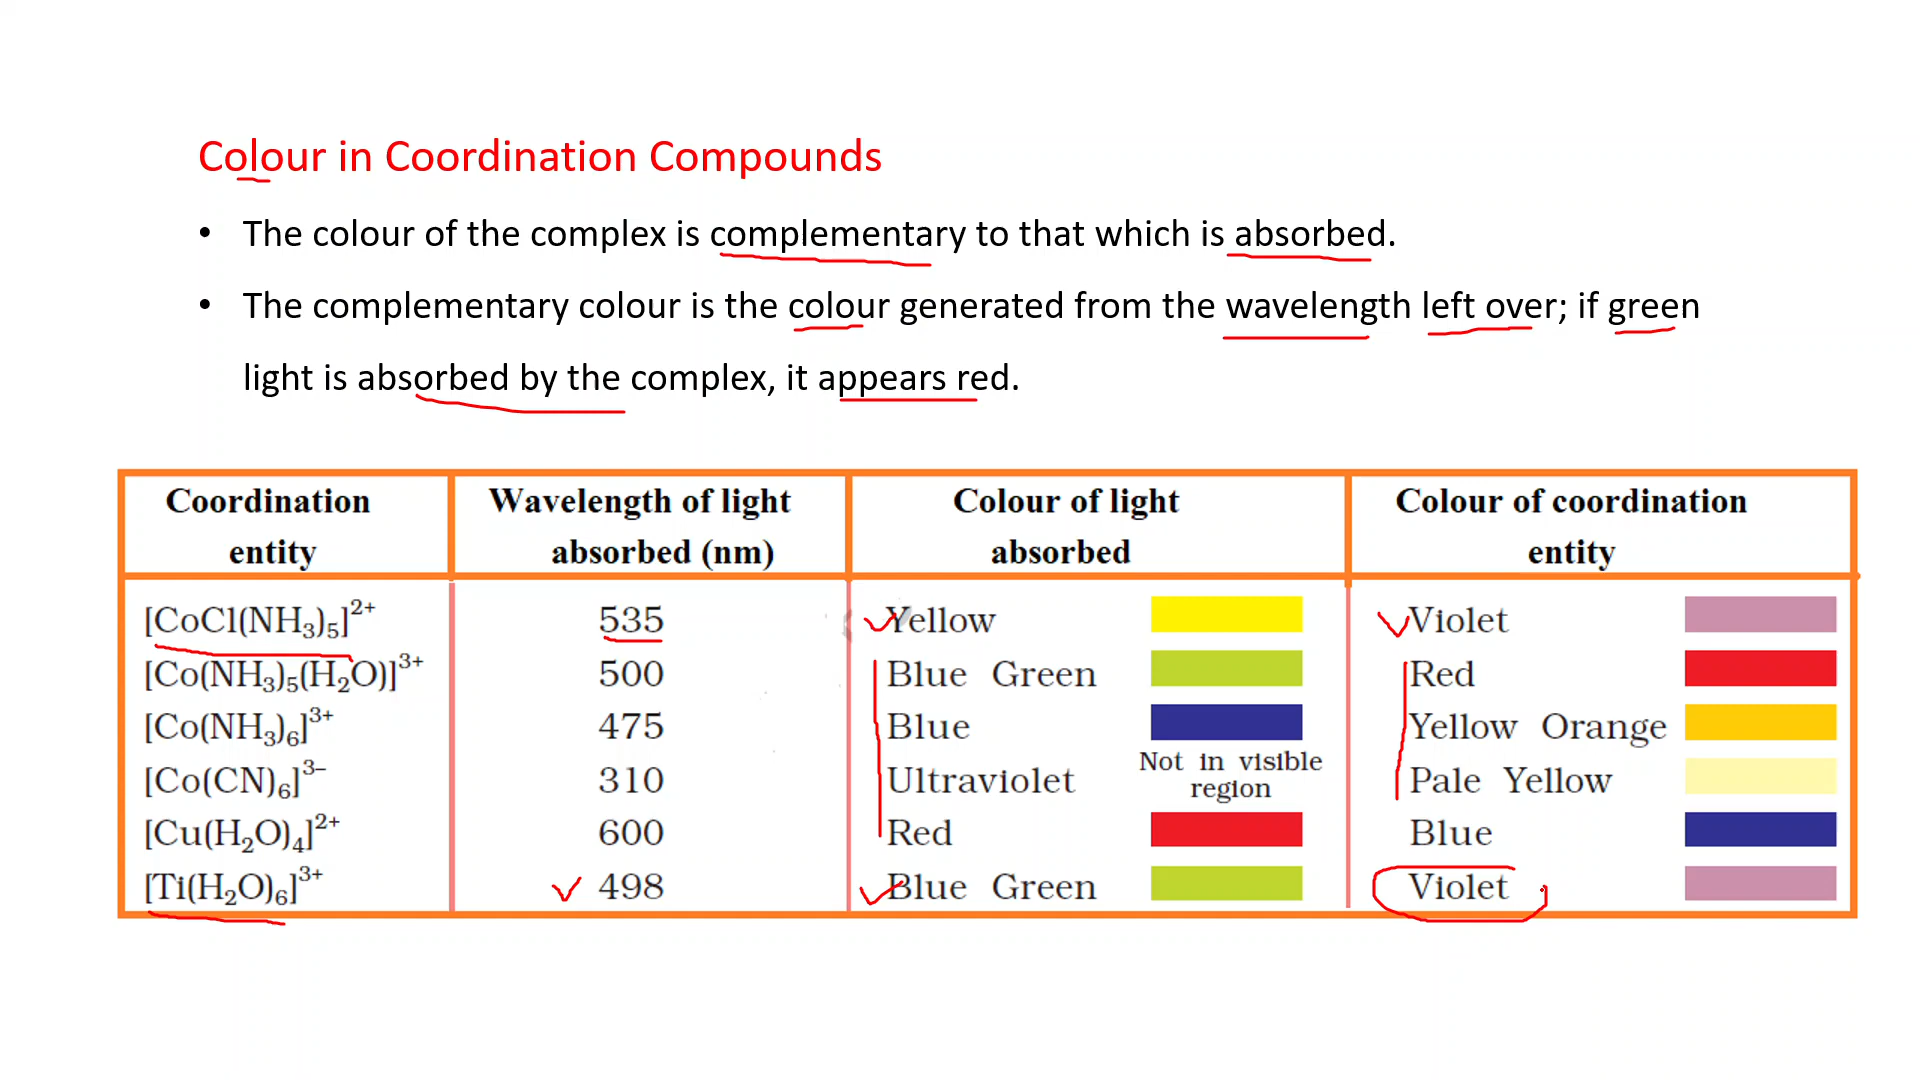 Colour in Coordination Compounds
• The colour of the complex is complementary to that which is absorbed.
• The complementary colour is the colour generated from the wavelength left over; if green
light is absorbed by the complex, it appears red.
Coordination entity | Wavelength of light absorbed (nm) | Colour of light absorbed | Colour of coordination entity
[CoCl(NH₃)₅]²⁺ 535 Yellow Violet
[Co(NH₃)₅(H₂O)]³⁺ 500 Blue Green Red
[Co(NH₃)₆]³⁺ 475 Blue Yellow Orange
[Co(CN)₆]³⁻ 310 Ultraviolet Not in visible region Pale Yellow
[Cu(H₂O)₄]²⁺ 600 Red Blue
[Ti(H₂O)₆]³⁺ 498 Blue Green Violet